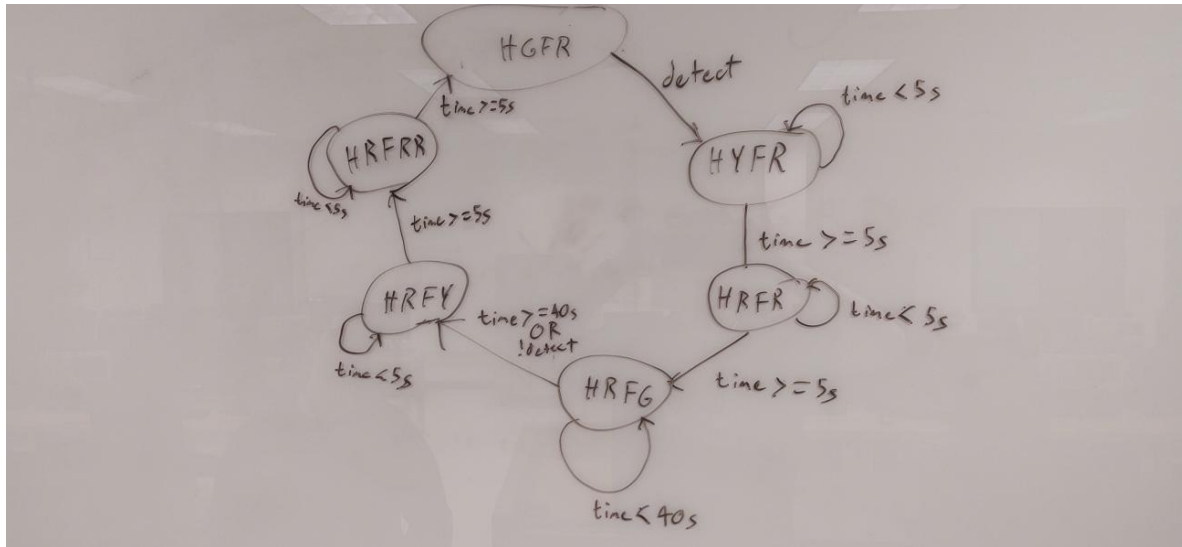 HGFR
detect
time < 5s
time >= 5s
HRFRR
HYFR
time < 5s
time >= 5s
time >= 5s
HRFY
HRFR
time >= 40s
OR
!detect
time < 5s
time < 5s
HRFG
time >= 5s
time < 40s